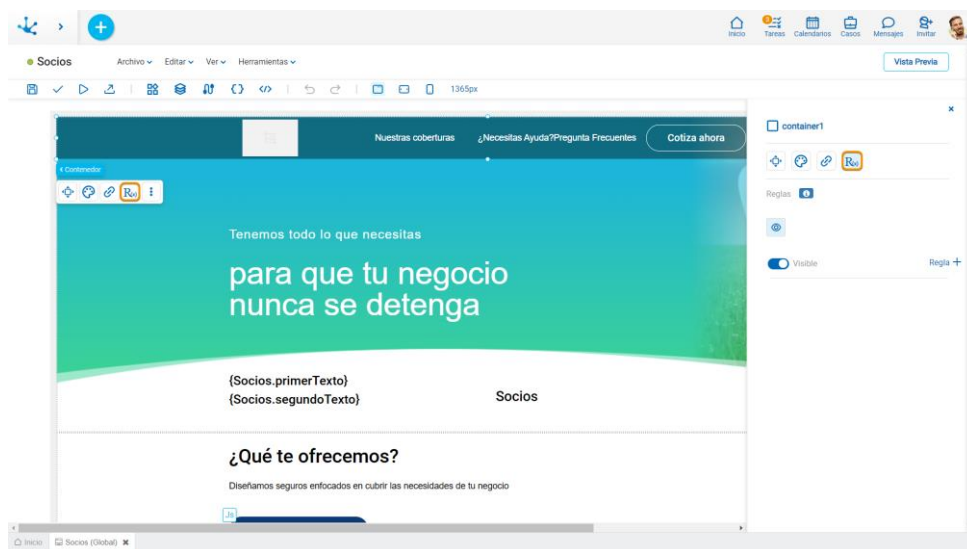 3
Inicio
Tareas
Calendarios
Casos
Mensajes
Invitar
Socios
Archivo
Editar
Ver
Herramientas
Vista Previa
1365px
Nuestras coberturas
¿Necesitas Ayuda?Pregunta Frecuentes
Cotiza ahora
container1
Contenedor
R(x)
R(x)
Reglas
Visible
Regla
Tenemos todo lo que necesitas
para que tu negocio
nunca se detenga
{Socios.primerTexto}
{Socios.segundoTexto}
Socios
¿Qué te ofrecemos?
Diseñamos seguros enfocados en cubrir las necesidades de tu negocio
Js
Inicio
Socios (Global)